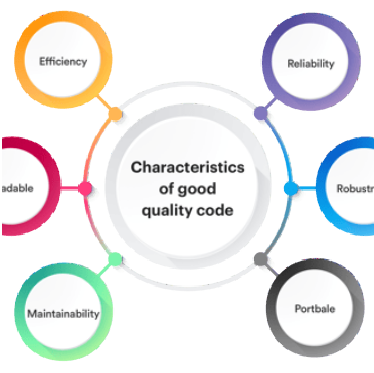 Efficiency
Reliability
Characteristics
of good
quality code
adable
Robustn
Maintainability
Portbale